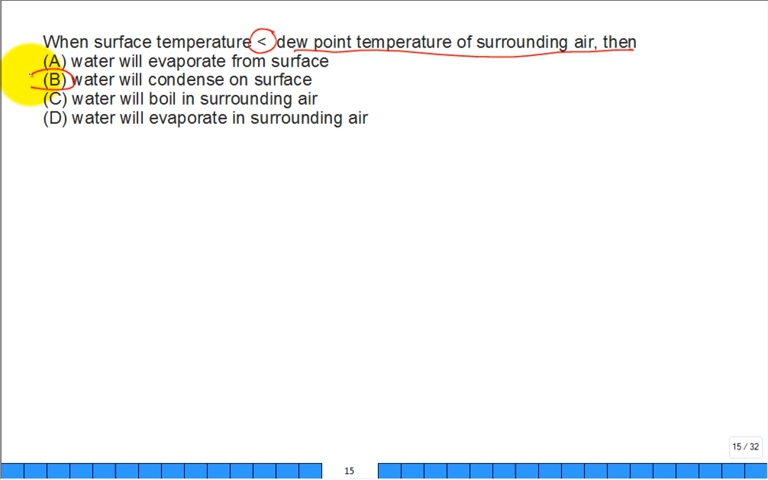 When surface temperature < dew point temperature of surrounding air, then
(A) water will evaporate from surface
(B) water will condense on surface
(C) water will boil in surrounding air
(D) water will evaporate in surrounding air
15 / 32
15